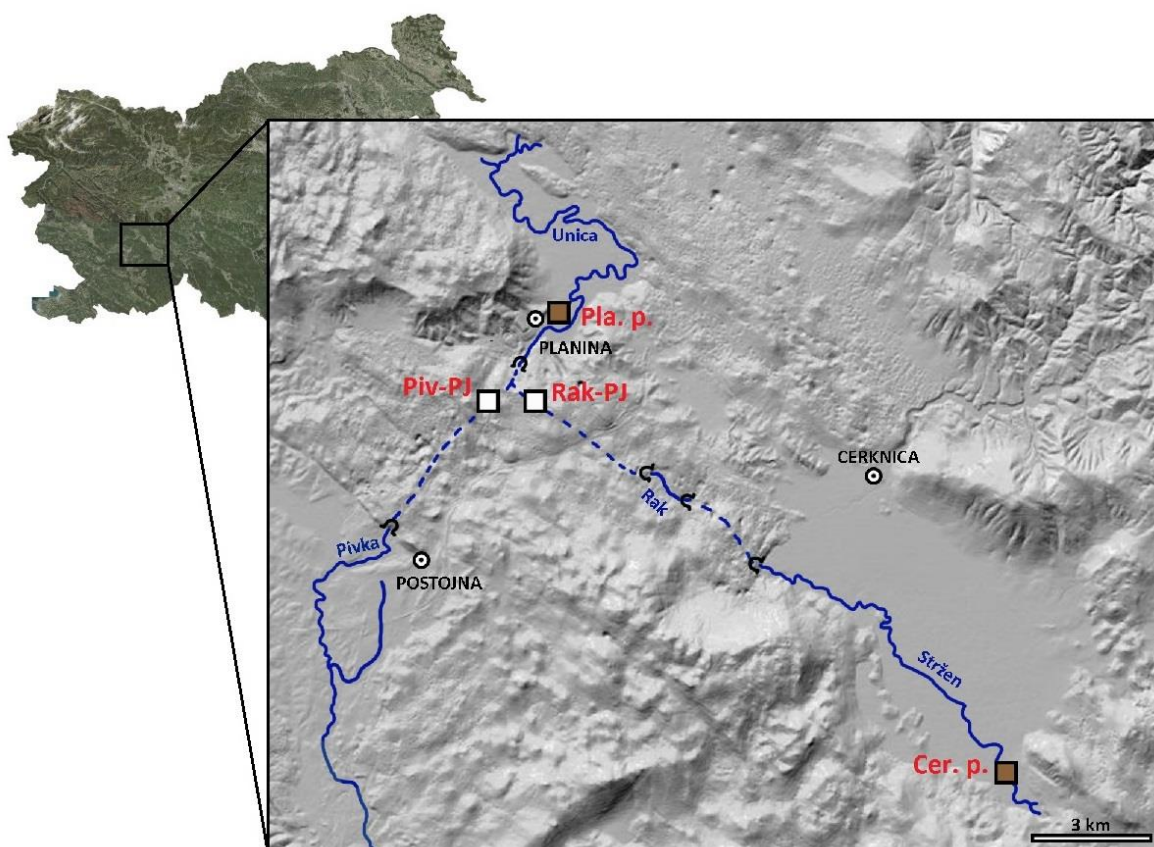 Unica
Pla. p.
PLANINA
Piv-PJ
Rak-PJ
CERKNICA
Rak
Pivka
POSTOJNA
Stržen
Cer. p.
3 km